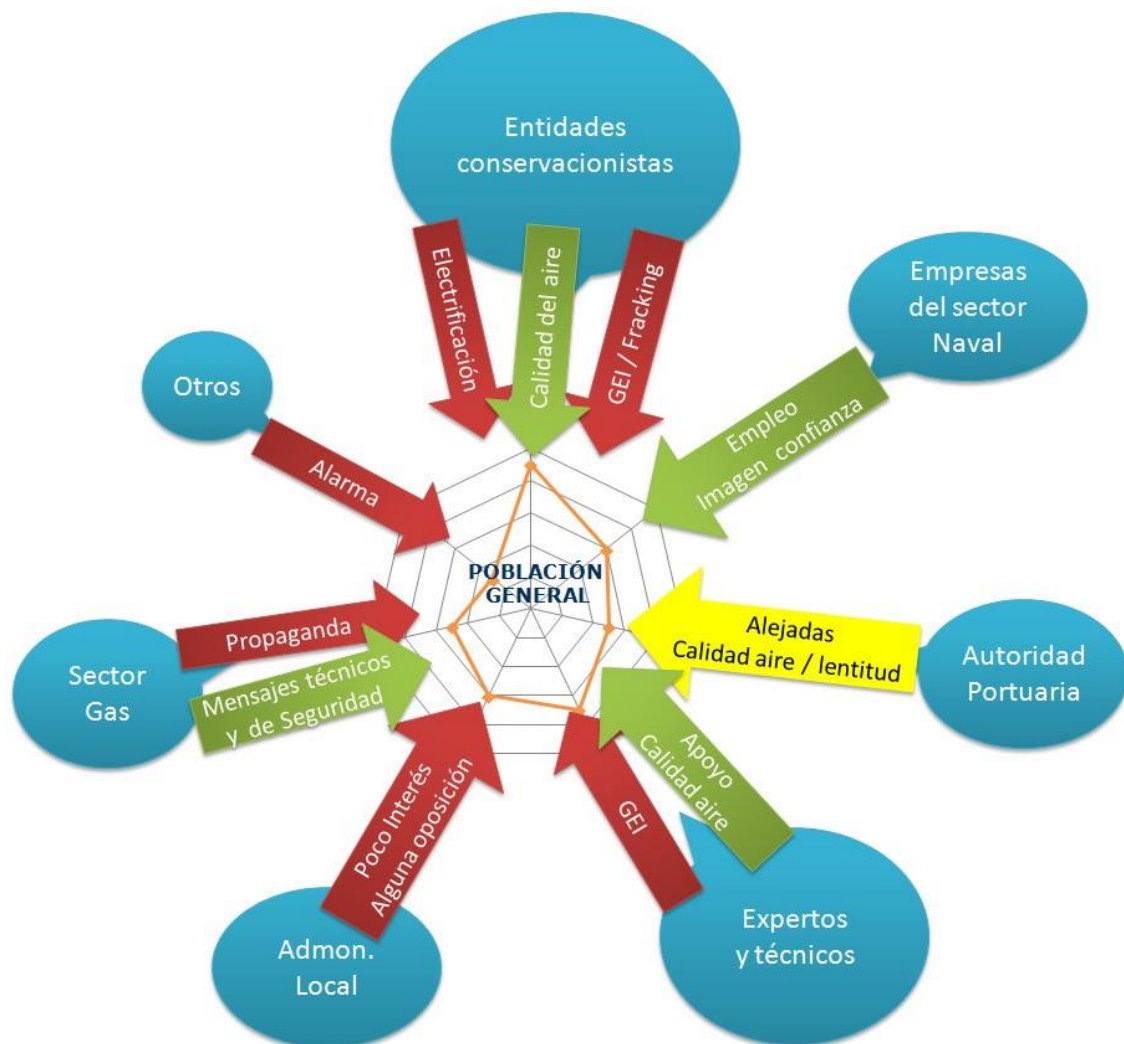 Entidades
conservacionistas
Electrificación
Calidad del aire
GEI / Fracking
Empresas
del sector
Naval
Empleo
Imagen confianza
Otros
Alarma
POBLACIÓN
GENERAL
Alejadas
Calidad aire / lentitud
Autoridad
Portuaria
Propaganda
Mensajes técnicos
y de Seguridad
Sector
Gas
Poco Interés
Alguna oposición
Admon.
Local
GEI
Apoyo
Calidad aire
Expertos
y técnicos